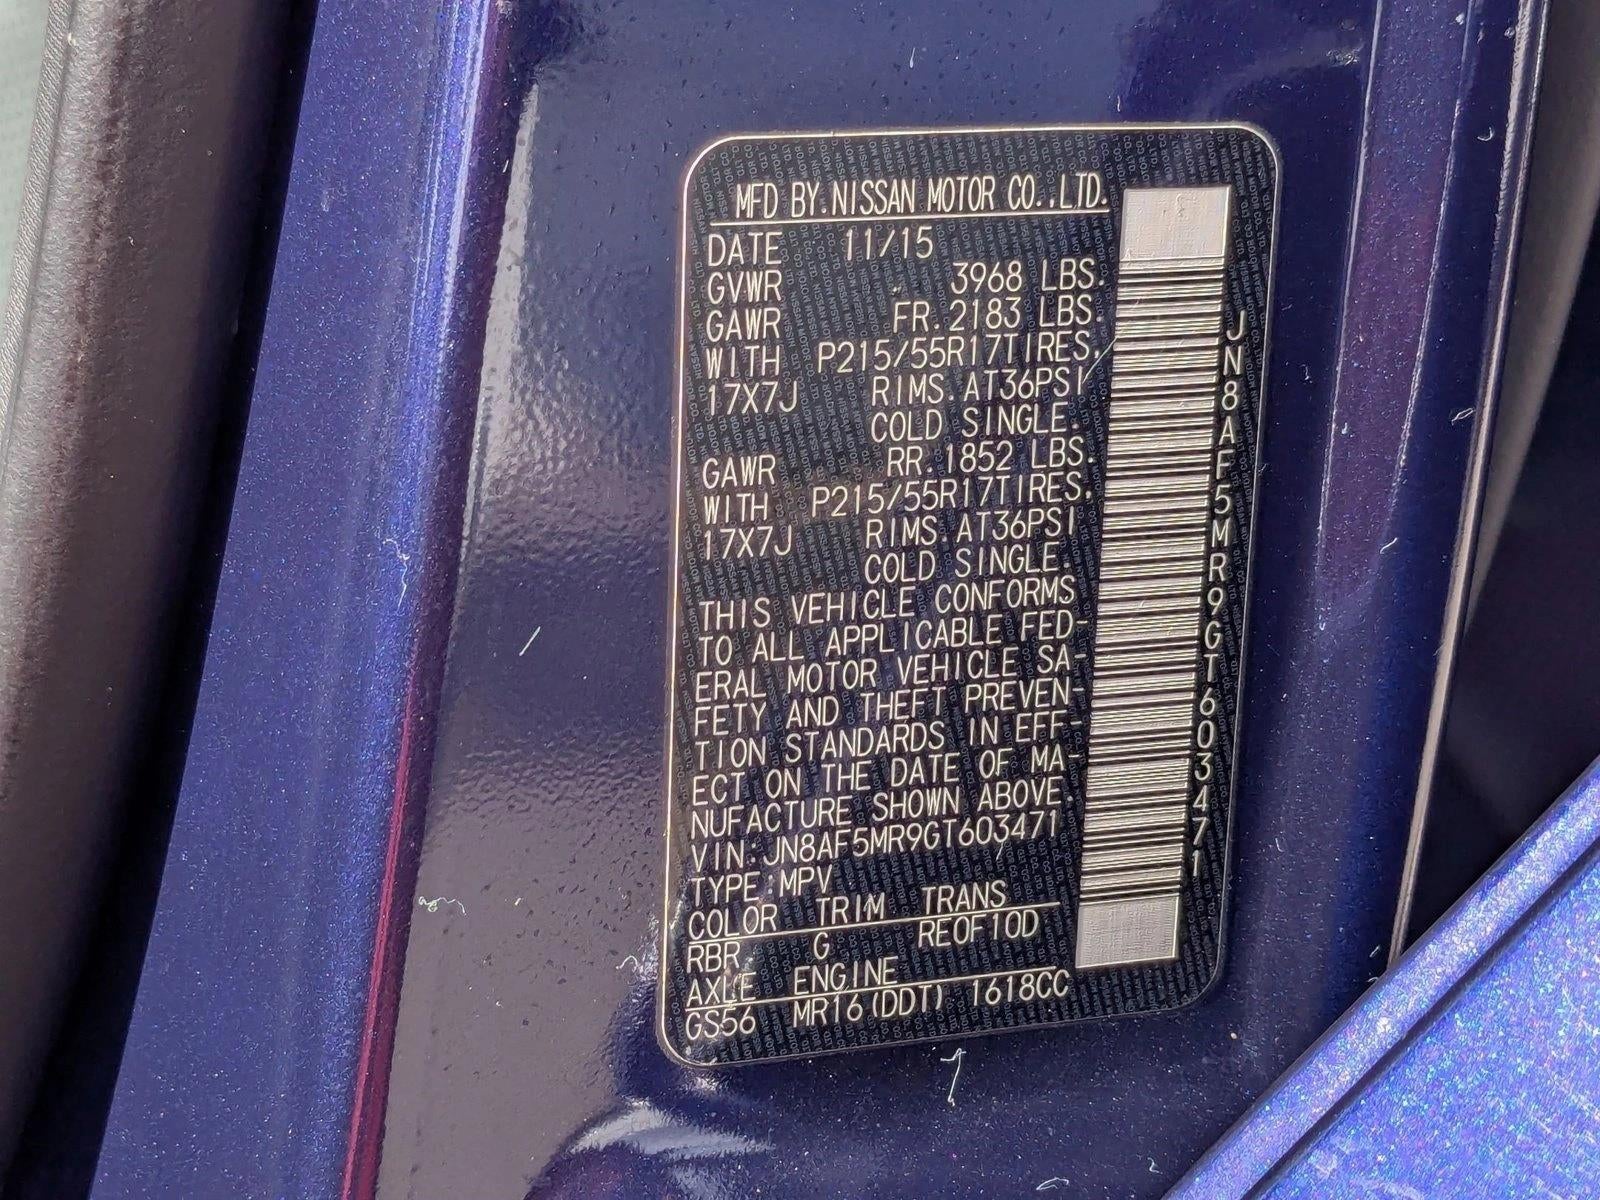 MFD BY.NISSAN MOTOR CO.,LTD.
DATE 11/15
GVWR 3968 LBS.
GAWR FR.2183 LBS.
WITH P215/55R17TIRES,
17X7J RIMS.AT36PSI
COLD SINGLE.
GAWR RR.1852 LBS.
WITH P215/55R17TIRES,
17X7J RIMS.AT36PSI
COLD SINGLE.
THIS VEHICLE CONFORMS
TO ALL APPLICABLE FED-
ERAL MOTOR VEHICLE SA-
FETY AND THEFT PREVEN-
TION STANDARDS IN EFF-
ECT ON THE DATE OF MA-
NUFACTURE SHOWN ABOVE.
VIN:JN8AF5MR9GT603471
TYPE:MPV
COLOR TRIM TRANS
RBR G RE0F10D
AXLE ENGINE
GS56 MR16(DDT) 1618CC
JN8AF5MR9GT603471